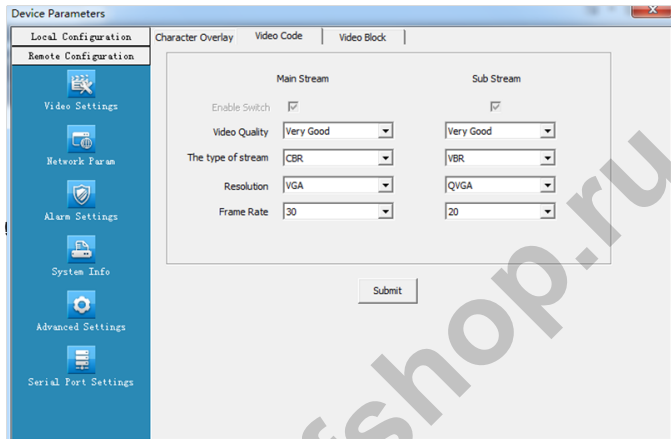 Device Parameters
Local Configuration
Remote Configuration
Video Settings
Network Param
Alarm Settings
System Info
Advanced Settings
Serial Port Settings
Character Overlay Video Code Video Block
Main Stream Sub Stream
Enable Switch
Video Quality Very Good Very Good
The type of stream CBR VBR
Resolution VGA QVGA
Frame Rate 30 20
Submit
fshop.ru